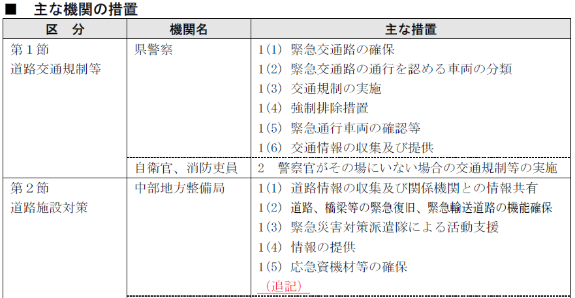 ■ 主な機関の措置
区 分 機関名 主な措置
第1節 県警察 1(1) 緊急交通路の確保
道路交通規制等 1(2) 緊急交通路の通行を認める車両の分類
1(3) 交通規制の実施
1(4) 強制排除措置
1(5) 緊急通行車両の確認等
1(6) 交通情報の収集及び提供
自衛官、消防吏員 2 警察官がその場にいない場合の交通規制等の実施
第2節 中部地方整備局 1(1) 道路情報の収集及び関係機関との情報共有
道路施設対策 1(2) 道路、橋梁等の緊急復旧、緊急輸送道路の機能確保
1(3) 緊急災害対策派遣隊による活動支援
1(4) 情報の提供
1(5) 応急資機材等の確保
（追記）